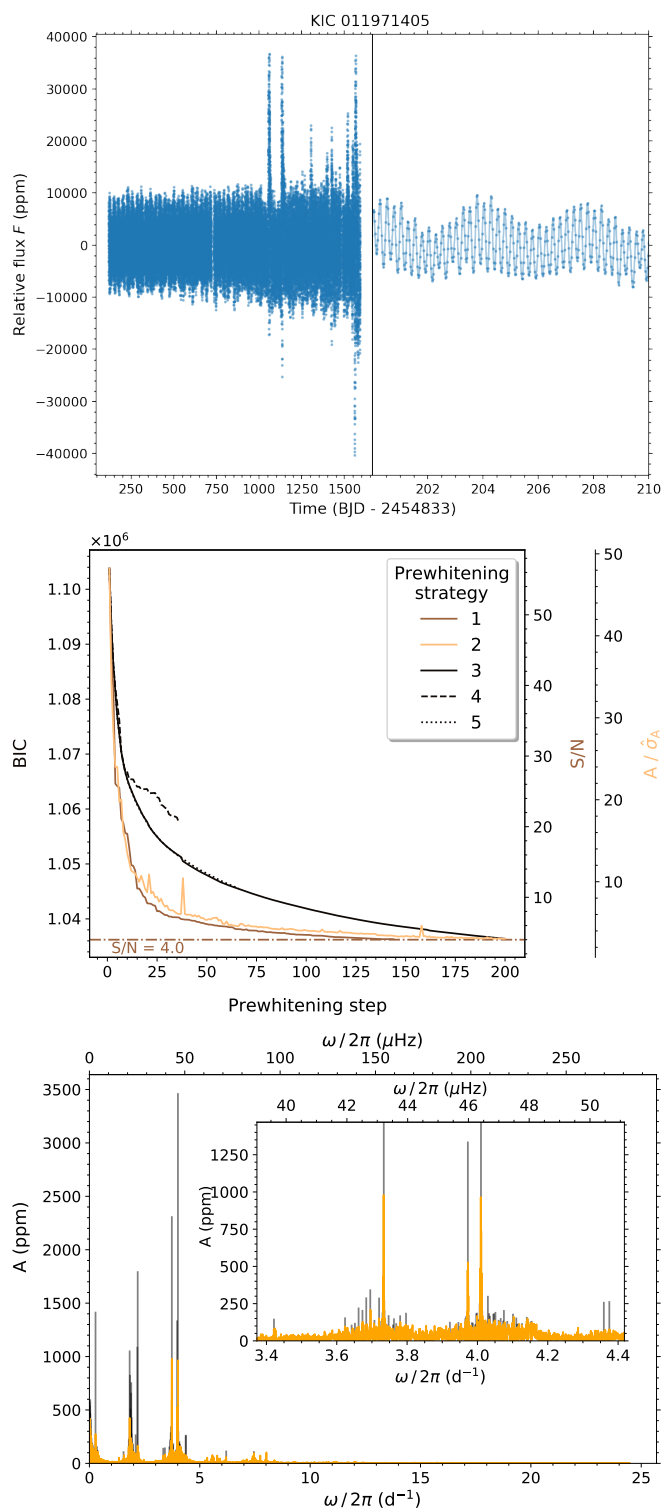 KIC 011971405
40000
30000
20000
10000
0
−10000
−20000
−30000
−40000
Relative flux F (ppm)
250 500 750 1000 1250 1500 202 204 206 208 210
Time (BJD - 2454833)
×10⁶
1.10
1.09
1.08
1.07
1.06
1.05
1.04
BIC
Prewhitening
strategy
1
2
3
4
5
50
40
30
20
10
S/N
50
40
30
20
10
A / σ̂_A
S/N = 4.0
0 25 50 75 100 125 150 175 200
Prewhitening step
ω/2π (μHz)
0 50 100 150 200 250
3500
3000
2500
2000
1500
1000
500
0
A (ppm)
ω/2π (μHz)
40 42 44 46 48 50
1250
1000
750
500
250
0
A (ppm)
3.4 3.6 3.8 4.0 4.2 4.4
ω/2π (d⁻¹)
0 5 10 15 20 25
ω/2π (d⁻¹)